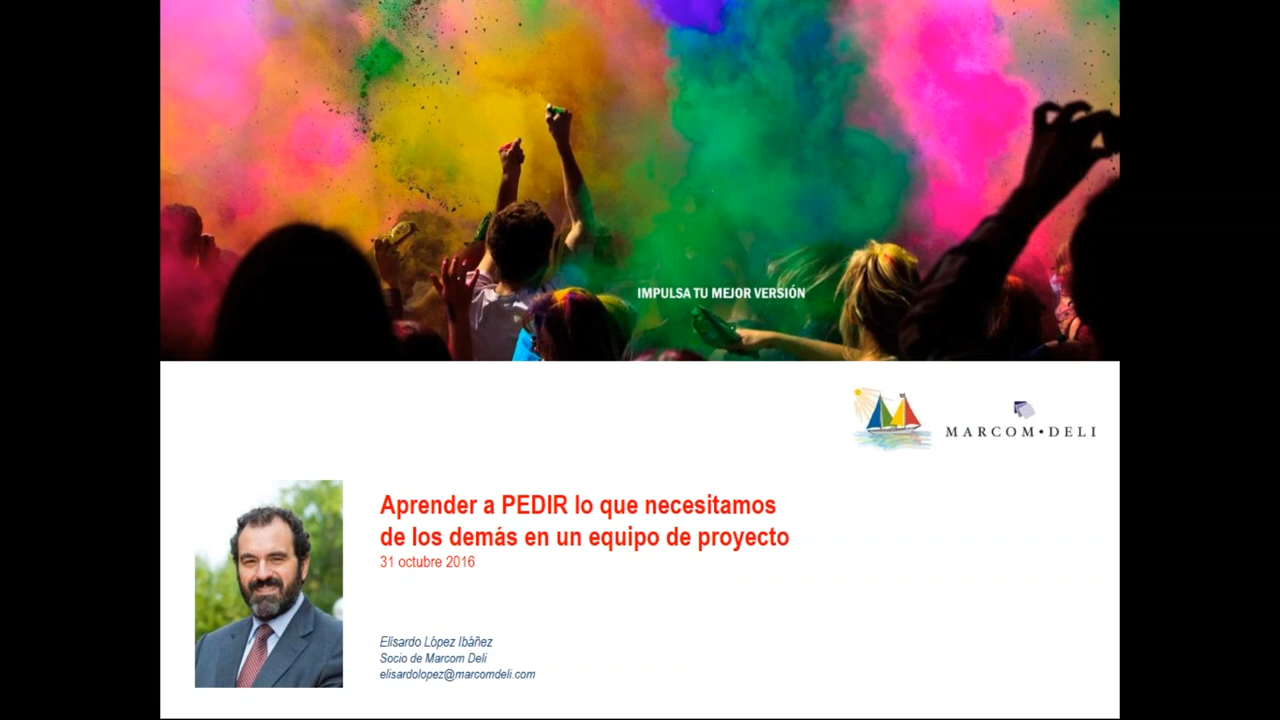 IMPULSA TU MEJOR VERSIÓN
MARCOM•DELI
Aprender a PEDIR lo que necesitamos
de los demás en un equipo de proyecto
31 octubre 2016
Elisardo López Ibáñez
Socio de Marcom Deli
elisardolopez@marcomdeli.com